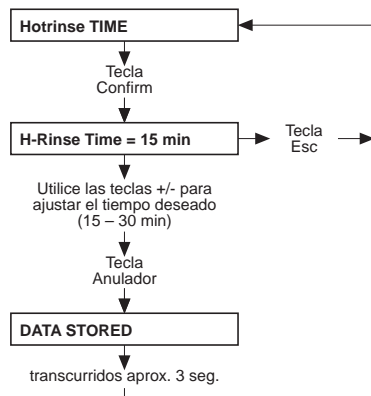 Hotrinse TIME
Tecla
Confirm
H-Rinse Time = 15 min
Tecla
Esc
Utilice las teclas +/- para
ajustar el tiempo deseado
(15 – 30 min)
Tecla
Anulador
DATA STORED
transcurridos aprox. 3 seg.